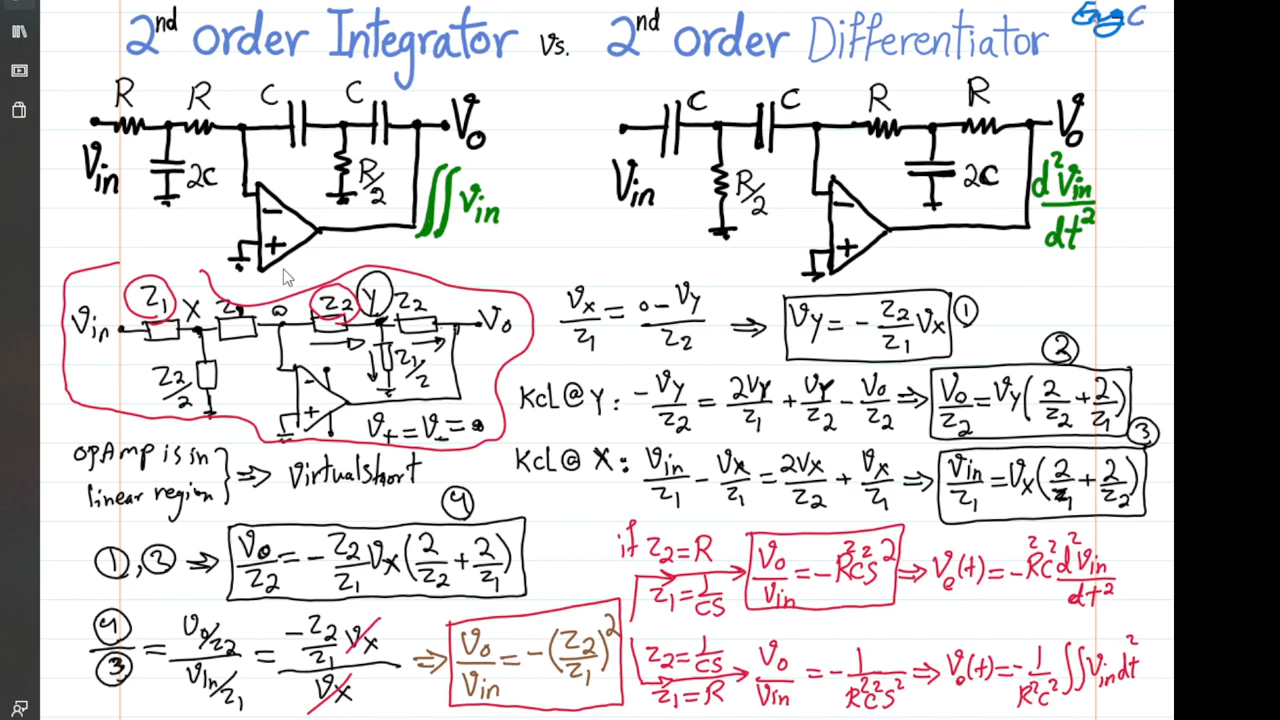 2nd order Integrator vs. 2nd order Differentiator
EngC
R R C C Vo
Vin 2C R/2 ∬Vin
− +
C C R R Vo
Vin R/2 2C d²Vin/dt²
− +
Vin Z1 X Z1 0 Z2 Y Z2 Vo
Z2/2 Z1/2
− +
V+ = V- = 0
Vx/Z1 = (0 - Vy)/Z2 ⇒ Vy = - Z2/Z1 Vx ①
KCL @ Y: -Vy/Z2 = 2Vy/Z1 + Vy/Z2 - Vo/Z2 ⇒ Vo/Z2 = Vy(2/Z2 + 2/Z1) ②
KCL @ X: Vin/Z1 - Vx/Z1 = 2Vx/Z2 + Vx/Z1 ⇒ Vin/Z1 = Vx(2/Z1 + 2/Z2) ③
opAmp is in linear region } ⇒ virtual short
①, ② ⇒ Vo/Z2 = - Z2/Z1 Vx(2/Z2 + 2/Z1) ④
④/③ = (Vo/Z2)/(Vin/Z1) = (-Z2/Z1 Vx)/Vx ⇒ Vo/Vin = -(Z2/Z1)²
if Z2 = R Z1 = 1/CS Vo/Vin = -R²C²S² ⇒ Vo(t) = -R²C² d²Vin/dt²
Z2 = 1/CS Z1 = R Vo/Vin = - 1/R²C²S² ⇒ Vo(t) = - 1/R²C² ∬ Vin dt²